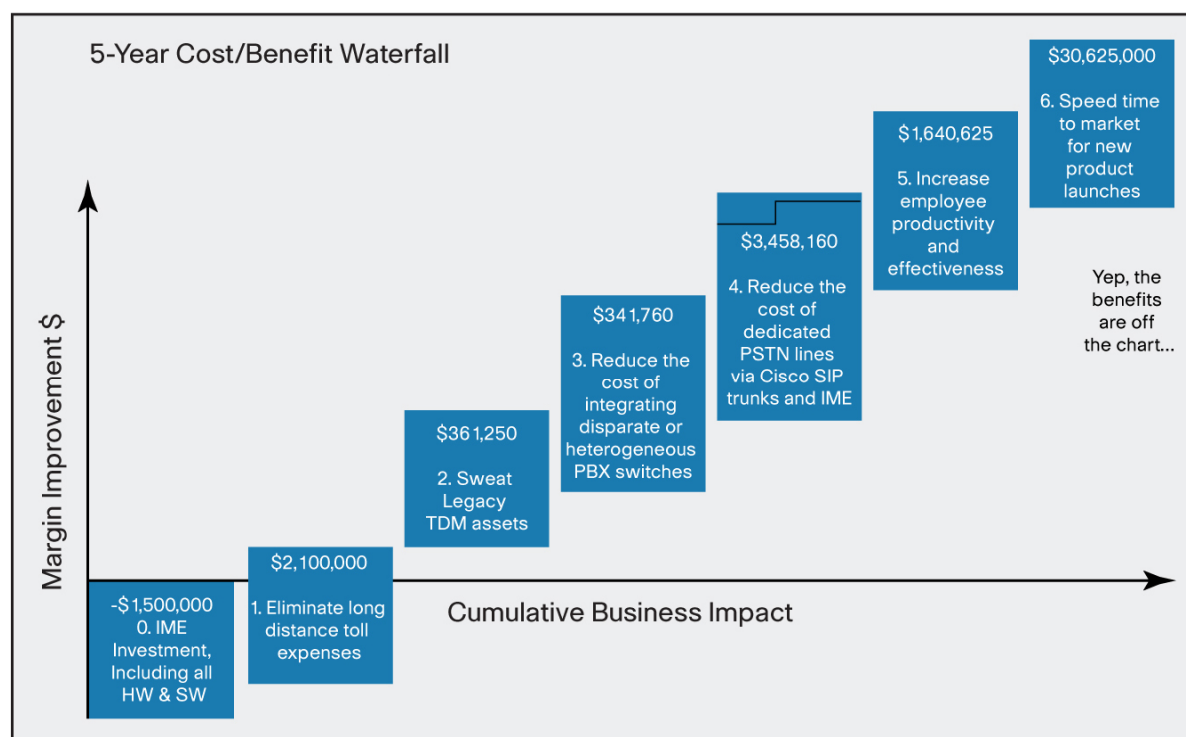 5-Year Cost/Benefit Waterfall
Margin Improvement $
Cumulative Business Impact
-$1,500,000
0. IME
Investment,
Including all
HW & SW
$2,100,000
1. Eliminate long
distance toll
expenses
$361,250
2. Sweat
Legacy
TDM assets
$341,760
3. Reduce the
cost of
integrating
disparate or
heterogeneous
PBX switches
$3,458,160
4. Reduce the
cost of
dedicated
PSTN lines
via Cisco SIP
trunks and IME
$1,640,625
5. Increase
employee
productivity
and
effectiveness
$30,625,000
6. Speed time
to market
for new
product
launches
Yep, the
benefits
are off
the chart...